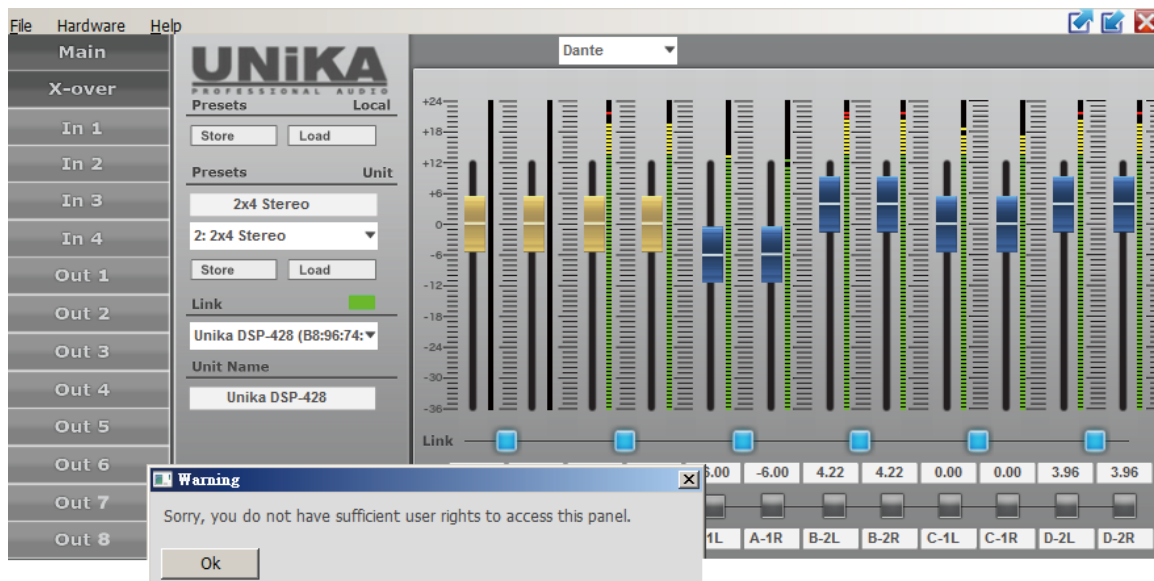 File Hardware Help
Main
X-over
In 1
In 2
In 3
In 4
Out 1
Out 2
Out 3
Out 4
Out 5
Out 6
Out 7
Out 8
UNiKA
PROFESSIONAL AUDIO
Presets Local
Store Load
Presets Unit
2x4 Stereo
2: 2x4 Stereo
Store Load
Link
Unika DSP-428 (B8:96:74:
Unit Name
Unika DSP-428
Dante
+24
+18
+12
+6
0
-6
-12
-18
-24
-30
-36
Link
-6.00 4.22 4.22 0.00 0.00 3.96 3.96
A-1R B-2L B-2R C-1L C-1R D-2L D-2R
Warning
Sorry, you do not have sufficient user rights to access this panel.
Ok